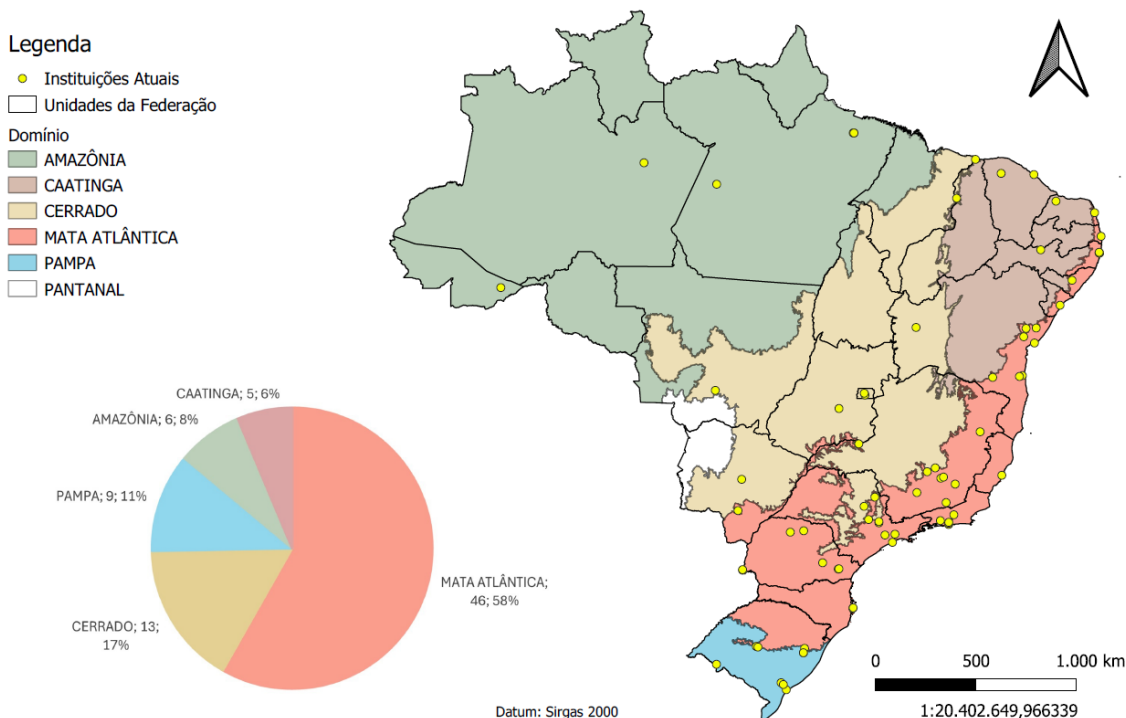 Legenda
Instituições Atuais
Unidades da Federação
Domínio
AMAZÔNIA
CAATINGA
CERRADO
MATA ATLÂNTICA
PAMPA
PANTANAL
CAATINGA; 5; 6%
AMAZÔNIA; 6; 8%
PAMPA; 9; 11%
MATA ATLÂNTICA;
46; 58%
CERRADO; 13;
17%
0 500 1.000 km
Datum: Sirgas 2000
1:20.402.649,966339